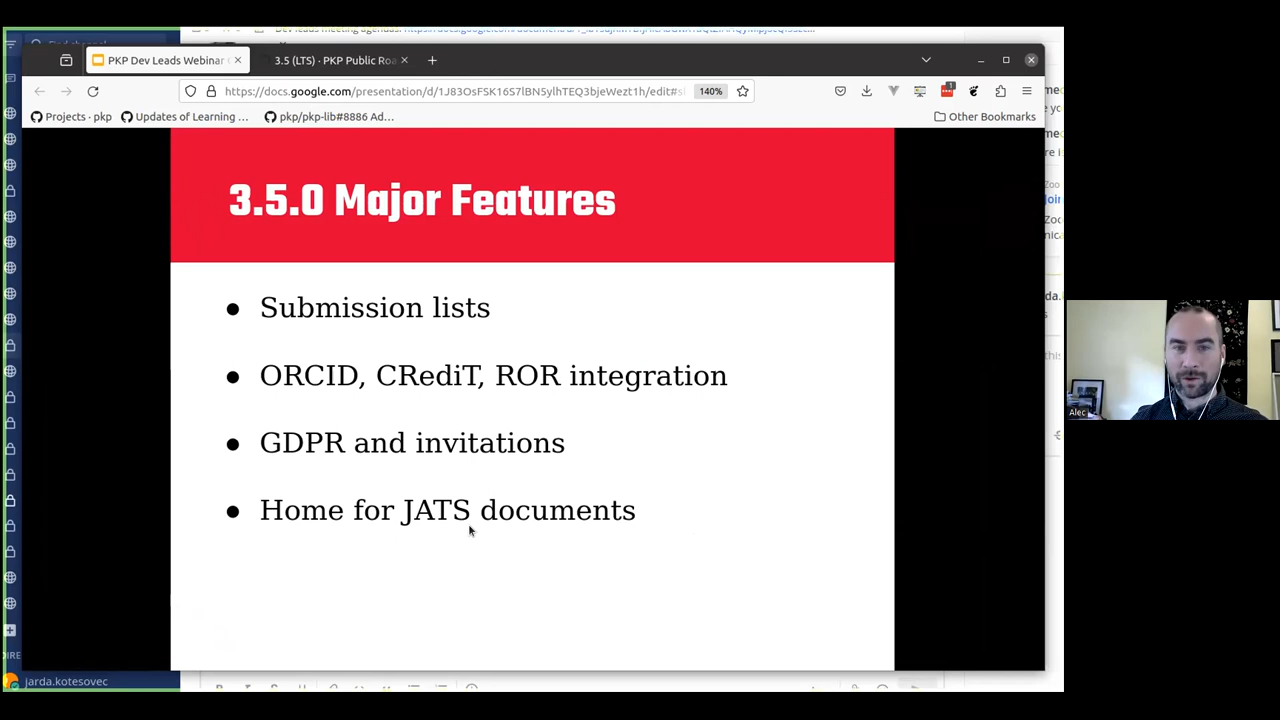 PKP Dev Leads Webinar
3.5 (LTS) · PKP Public Roa
https://docs.google.com/presentation/d/1J83OsFSK16S7lBN5ylhTEQ3bjeWezt1h/edit#s
140%
Projects · pkp
Updates of Learning ...
pkp/pkp-lib#8886 Ad...
Other Bookmarks
3.5.0 Major Features
• Submission lists
• ORCID, CRediT, ROR integration
• GDPR and invitations
• Home for JATS documents
Alec
DIRE
jarda.kotesovec